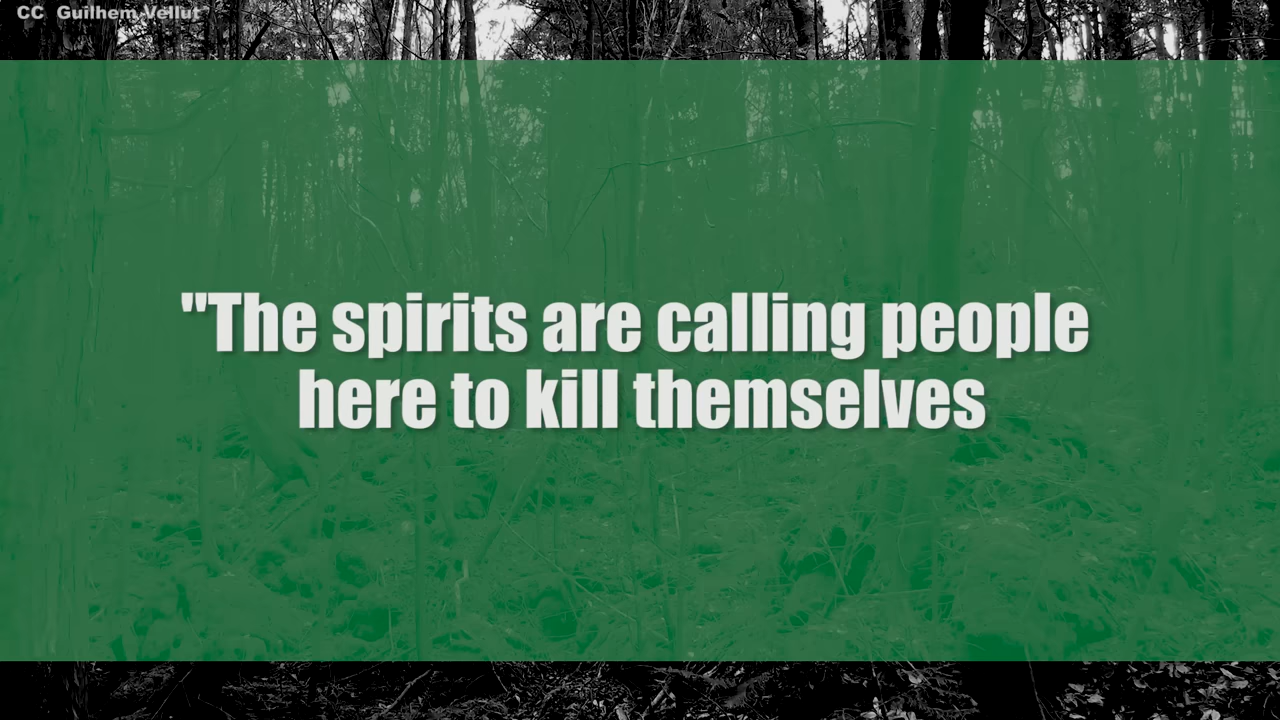 CC Guilhem Vellut
"The spirits are calling people
here to kill themselves